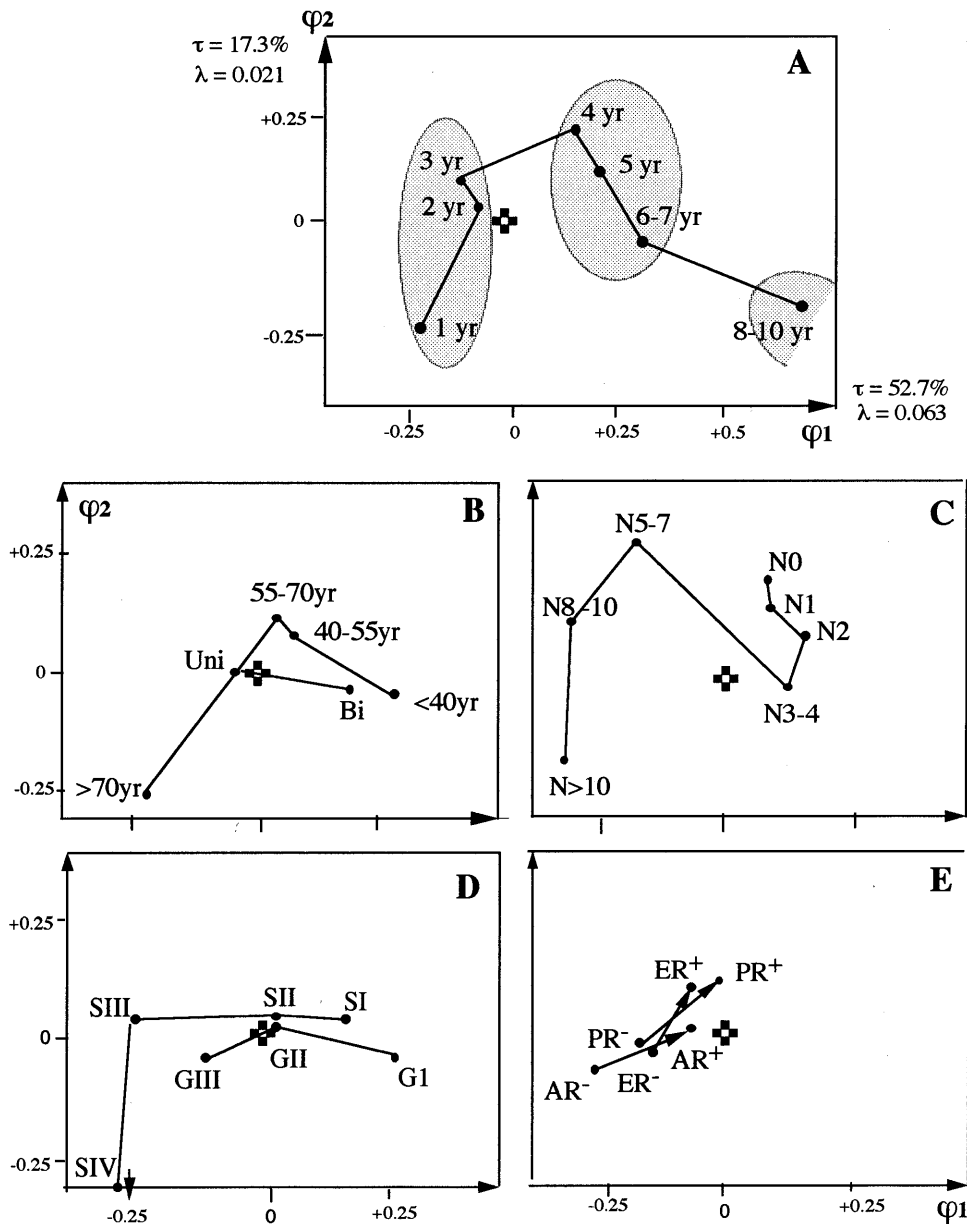 φ2
τ = 17.3%
λ = 0.021
A
+0.25
0
-0.25
4 yr
3 yr
5 yr
2 yr
6-7 yr
1 yr
8-10 yr
τ = 52.7%
λ = 0.063
-0.25
0
+0.25
+0.5
φ1
φ2
B
+0.25
0
-0.25
55-70yr
40-55yr
Uni
Bi
<40yr
>70yr
C
N5-7
N0
N8-10
N1
N2
N3-4
N>10
D
+0.25
0
-0.25
SIII
SII
SI
GIII
GII
G1
SIV
-0.25
0
+0.25
E
ER+
PR+
PR-
AR+
AR-
ER-
-0.25
0
+0.25
φ1